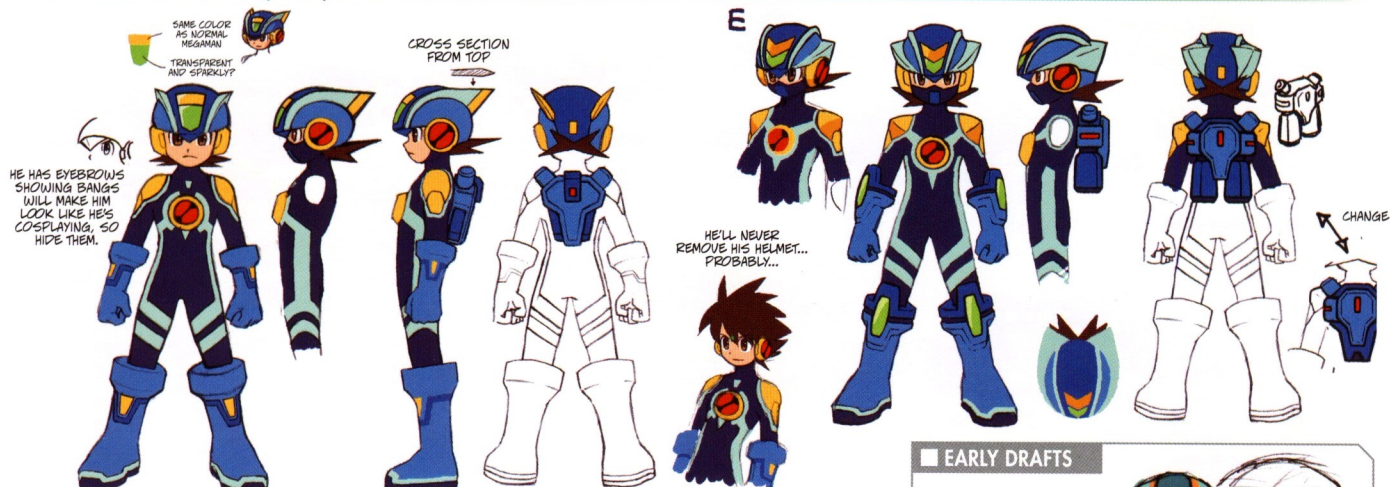 SAME COLOR
AS NORMAL
MEGAMAN
TRANSPARENT
AND SPARKLY?
CROSS SECTION
FROM TOP
HE HAS EYEBROWS
SHOWING BANGS
WILL MAKE HIM
LOOK LIKE HE'S
COSPLAYING, SO
HIDE THEM.
E
HE'LL NEVER
REMOVE HIS HELMET...
PROBABLY...
CHANGE
EARLY DRAFTS